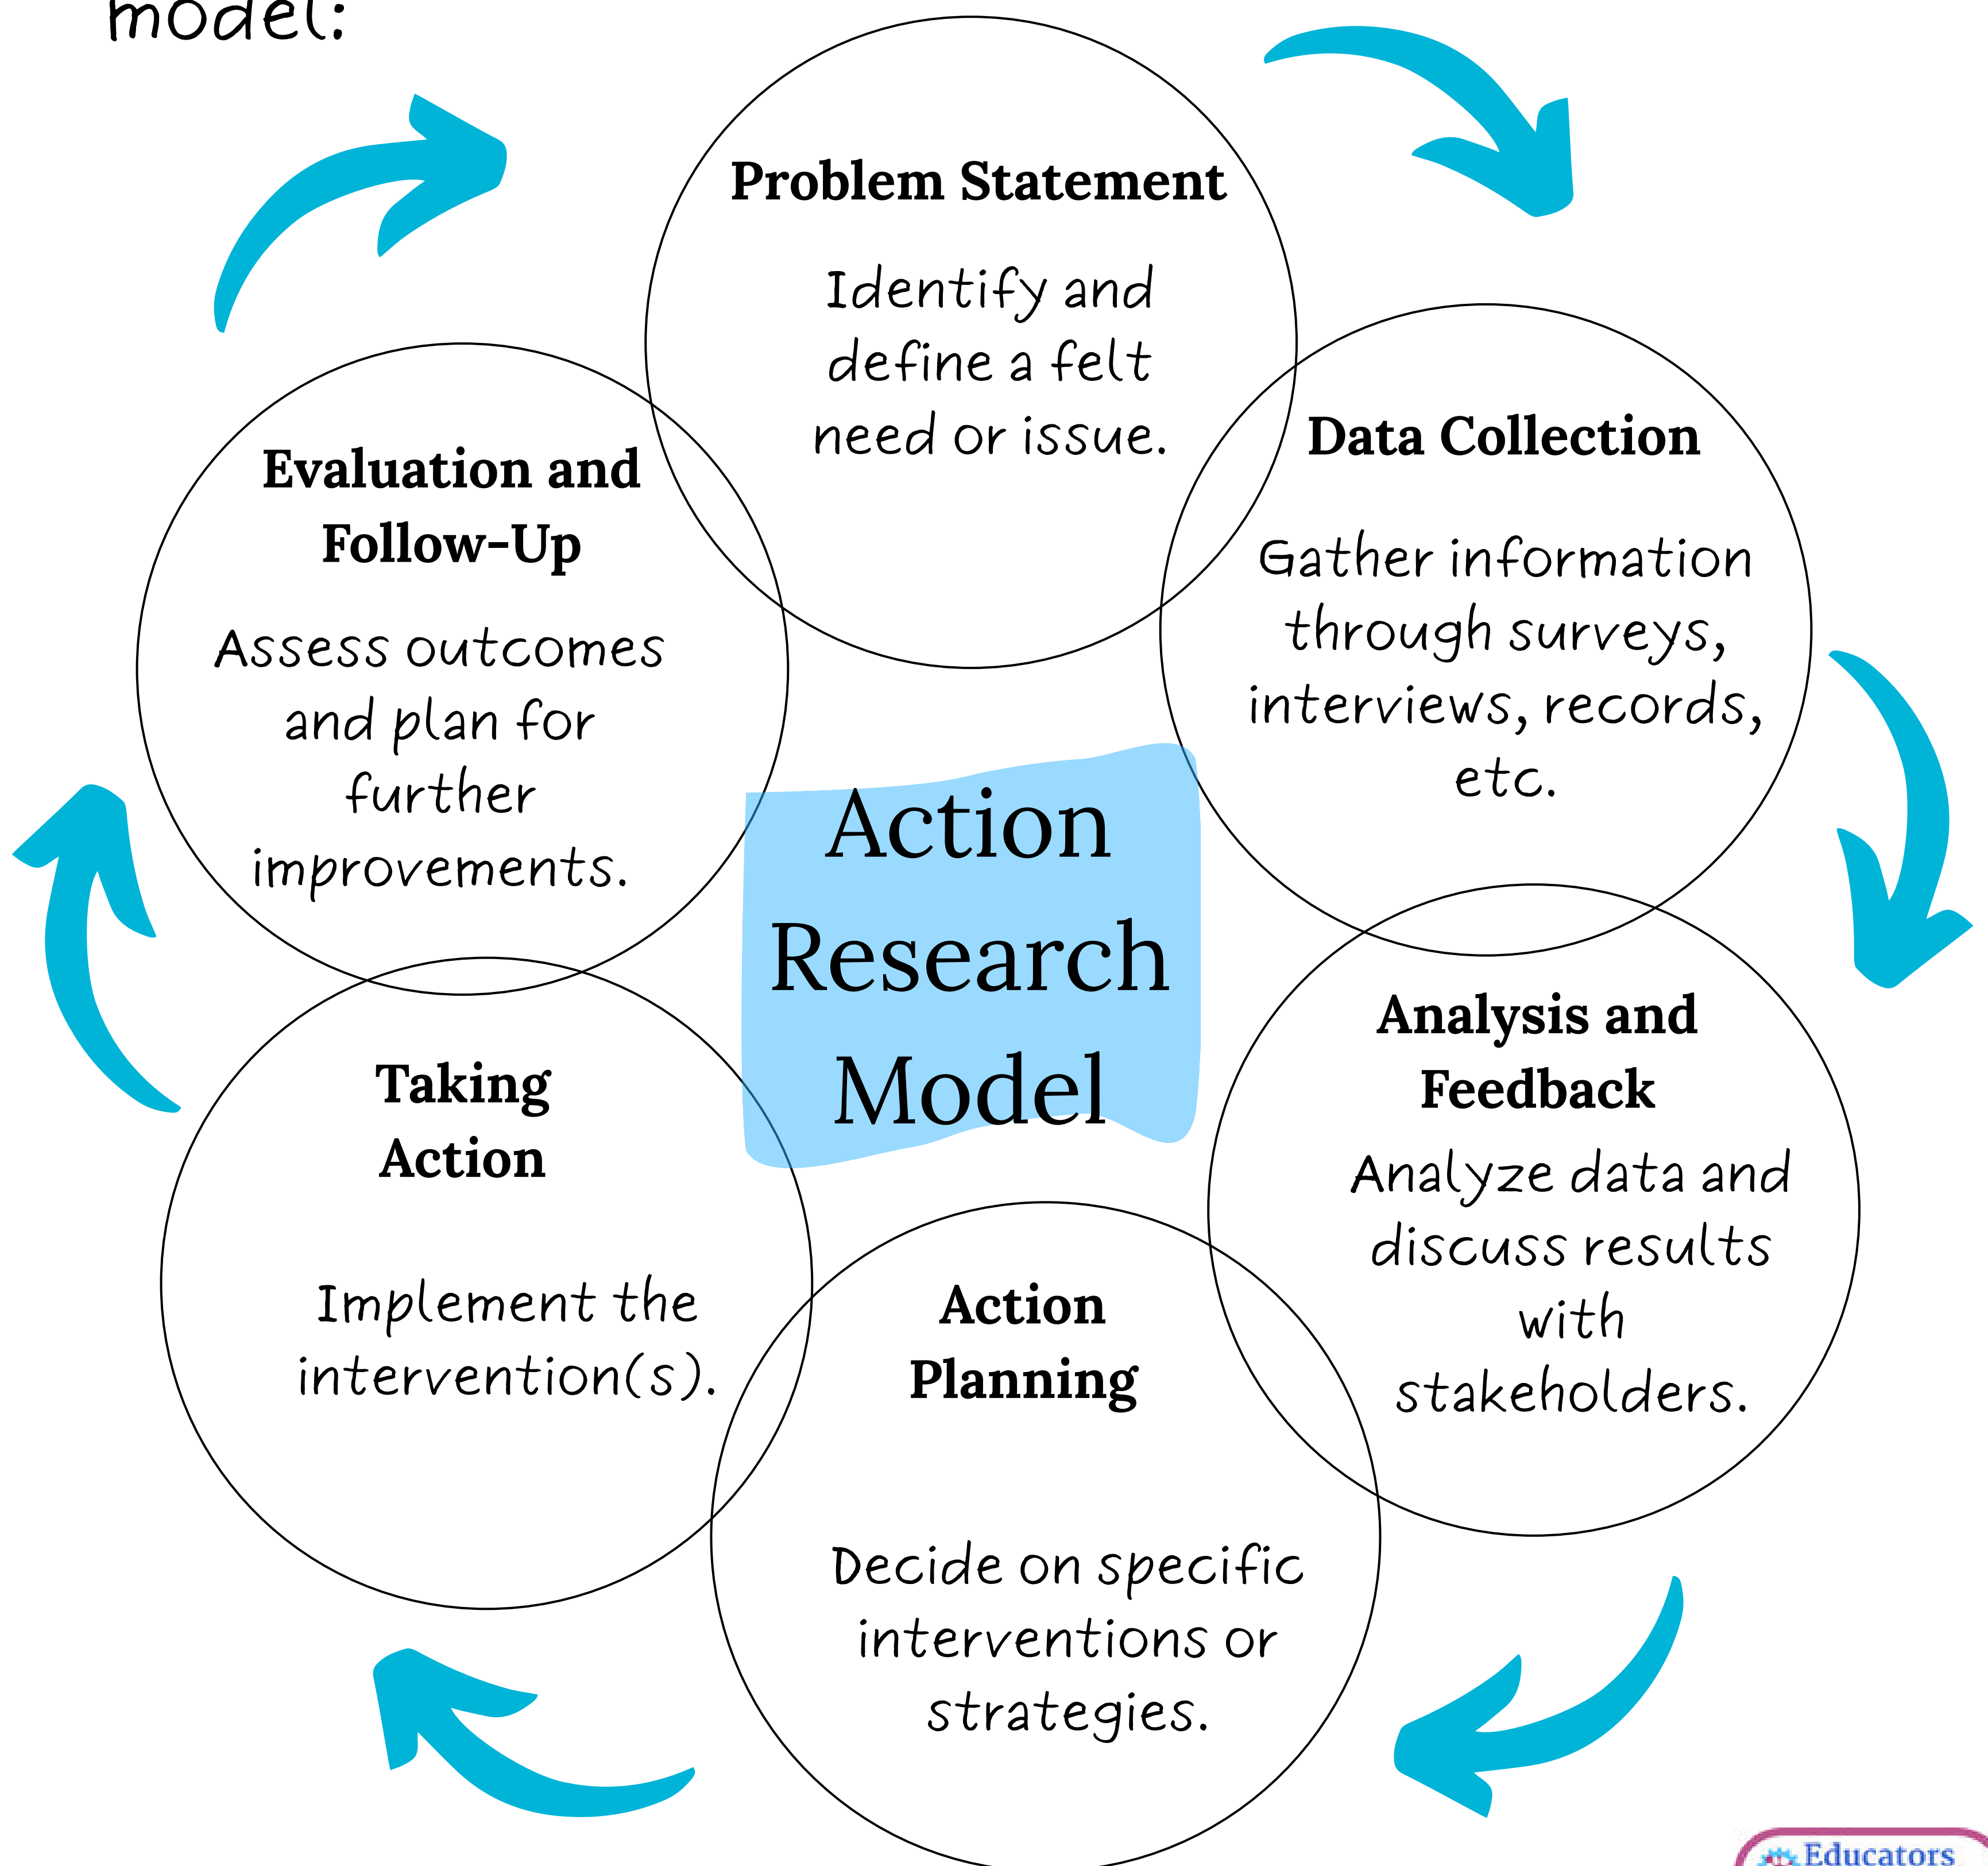 model:
Problem Statement
Identify and
define a felt
need or issue.
Data Collection
Gather information
through surveys,
interviews, records,
etc.
Analysis and
Feedback
Analyze data and
discuss results
with
stakeholders.
Action
Planning
Decide on specific
interventions or
strategies.
Taking
Action
Implement the
intervention(s).
Evaluation and
Follow-Up
Assess outcomes
and plan for
further
improvements.
Action
Research
Model
Educators